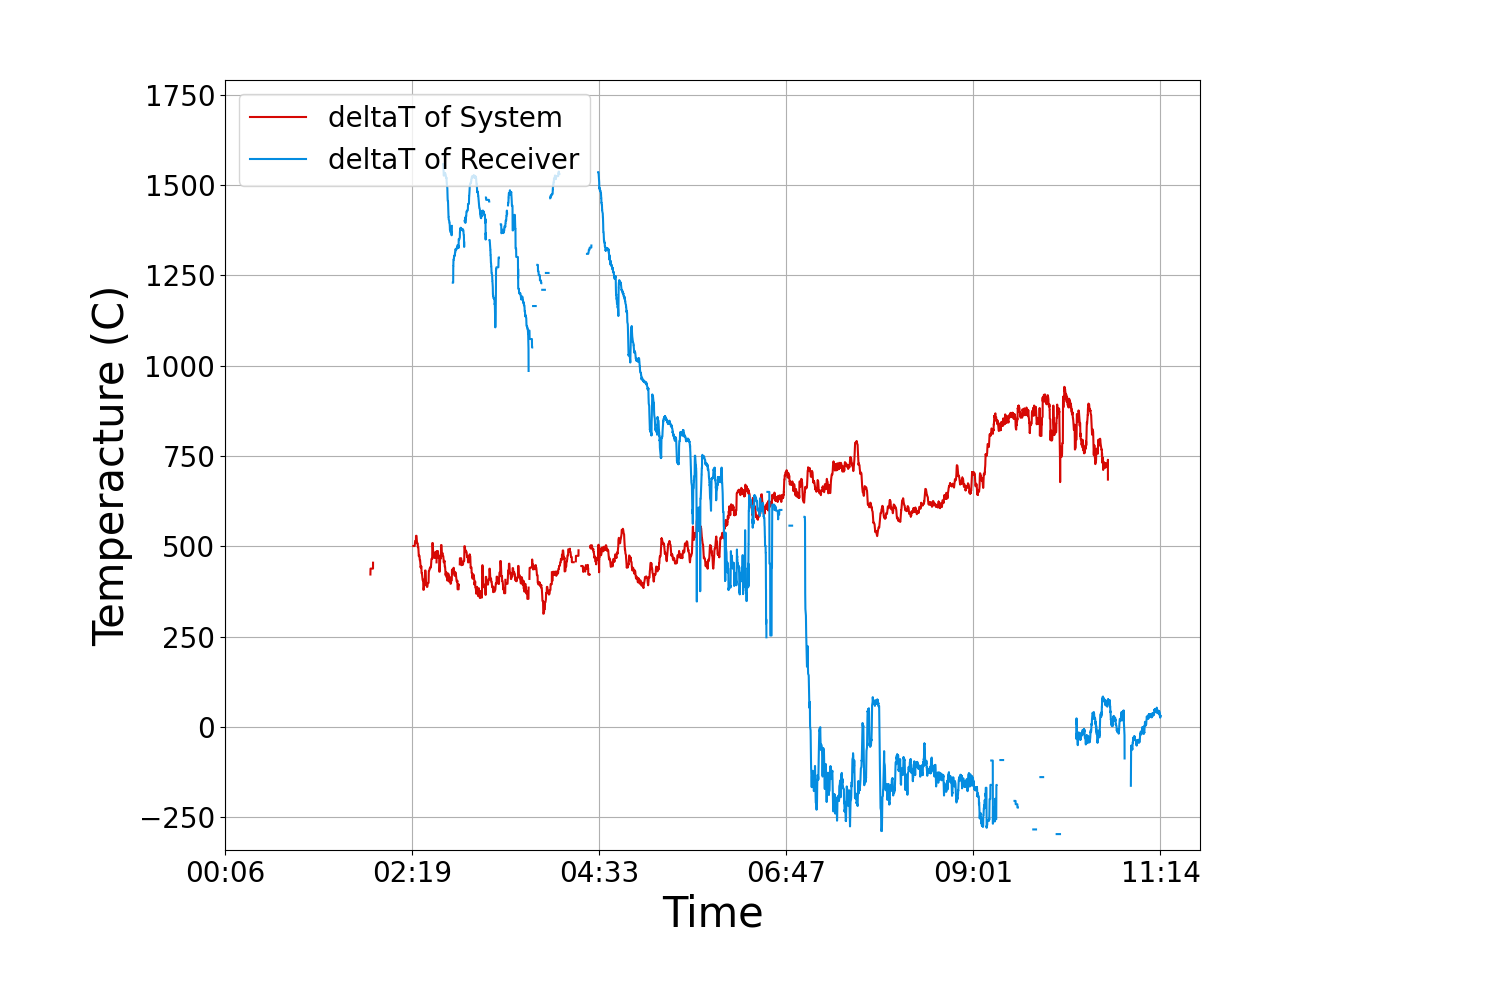 1750
1500
1250
1000
750
500
250
0
−250
Temperacture (C)
deltaT of System
deltaT of Receiver
00:06 02:19 04:33 06:47 09:01 11:14
Time